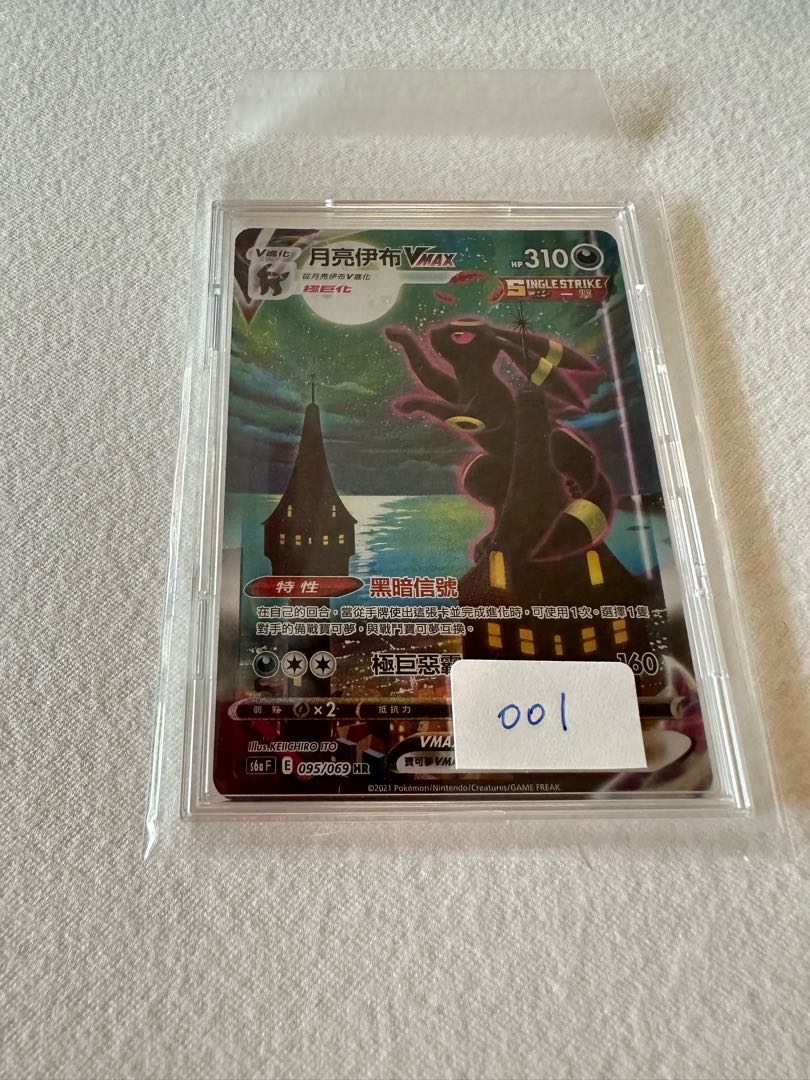 V進化
月亮伊布VMAX
HP310
從月亮伊布V進化
極巨化
SINGLE STRIKE
一擊
特性 黑暗信號
在自己的回合,當從手牌使出這張卡並完成進化時,可使用1次。選擇1隻
對手的備戰寶可夢,與戰鬥寶可夢互換。
極巨惡霸 160
弱點 ×2 抵抗力
001
Illus.KEIICHIRO ITO
VMAX
s6a F E 095/069 HR
寶可夢VMA
©2021 Pokémon/Nintendo/Creatures/GAME FREAK